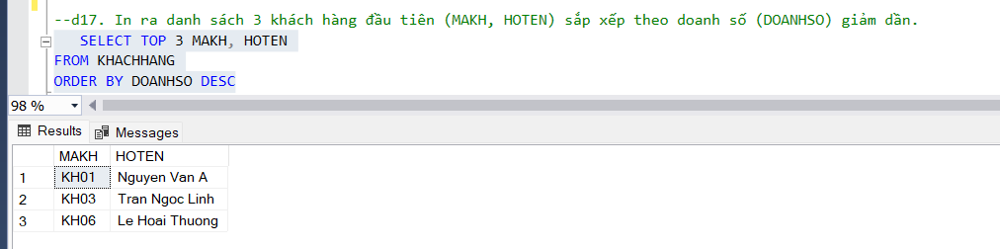 --d17. In ra danh sách 3 khách hàng đầu tiên (MAKH, HOTEN) sắp xếp theo doanh số (DOANHSO) giảm dần.
SELECT TOP 3 MAKH, HOTEN
FROM KHACHHANG
ORDER BY DOANHSO DESC
98 %
Results Messages
MAKH HOTEN
1 KH01 Nguyen Van A
2 KH03 Tran Ngoc Linh
3 KH06 Le Hoai Thuong